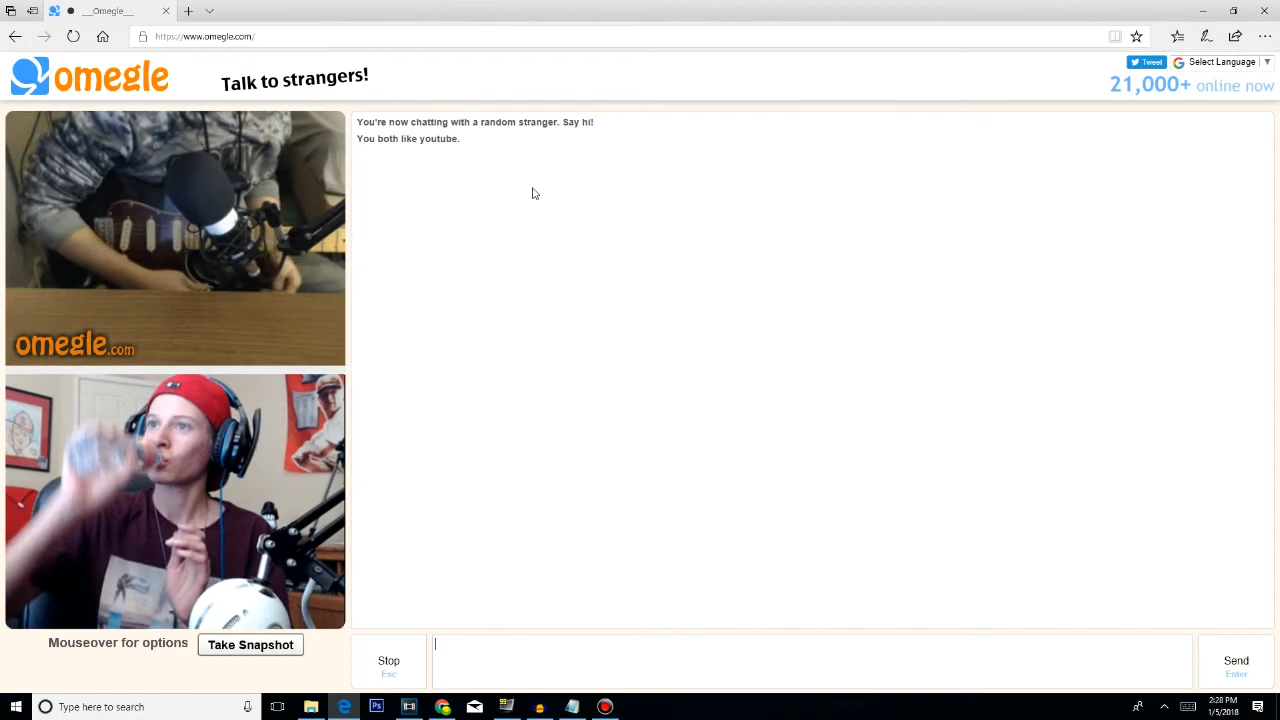 __Omegle__
https://www.omegle.com/
omegle
Talk to strangers!
Tweet
Select Language
21,000+ online now
You're now chatting with a random stranger. Say hi!
You both like youtube.
omegle.com
Mouseover for options
Take Snapshot
Stop
Esc
Send
Enter
Type here to search
2:28 PM
1/5/2019